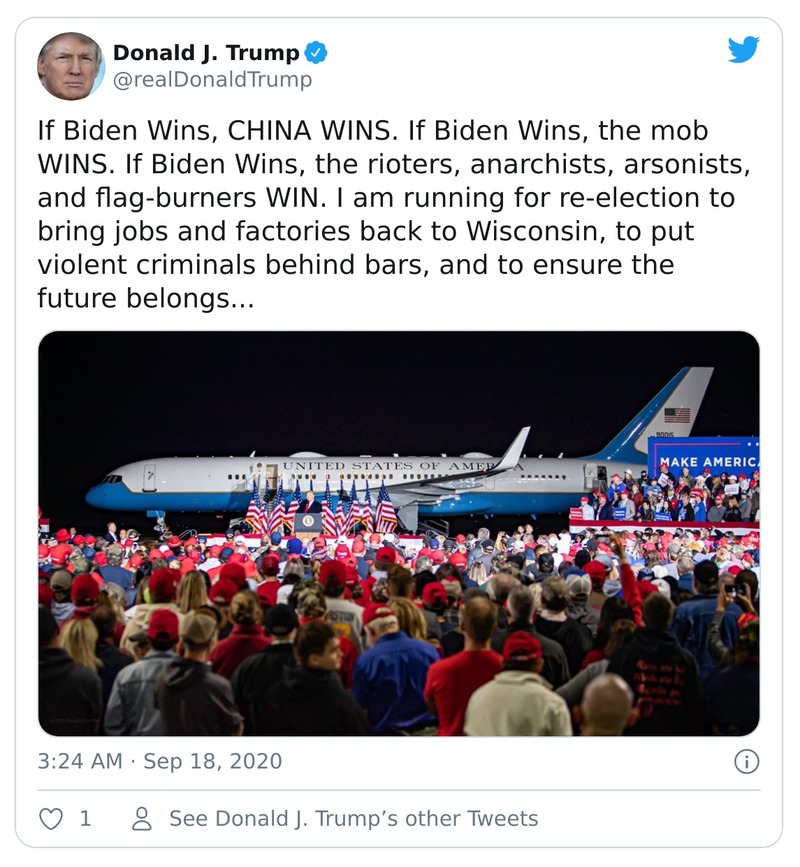 Donald J. Trump
@realDonaldTrump
If Biden Wins, CHINA WINS. If Biden Wins, the mob
WINS. If Biden Wins, the rioters, anarchists, arsonists,
and flag-burners WIN. I am running for re-election to
bring jobs and factories back to Wisconsin, to put
violent criminals behind bars, and to ensure the
future belongs...
UNITED STATES OF AMERICA
MAKE AMERICA
3:24 AM · Sep 18, 2020
1
See Donald J. Trump’s other Tweets